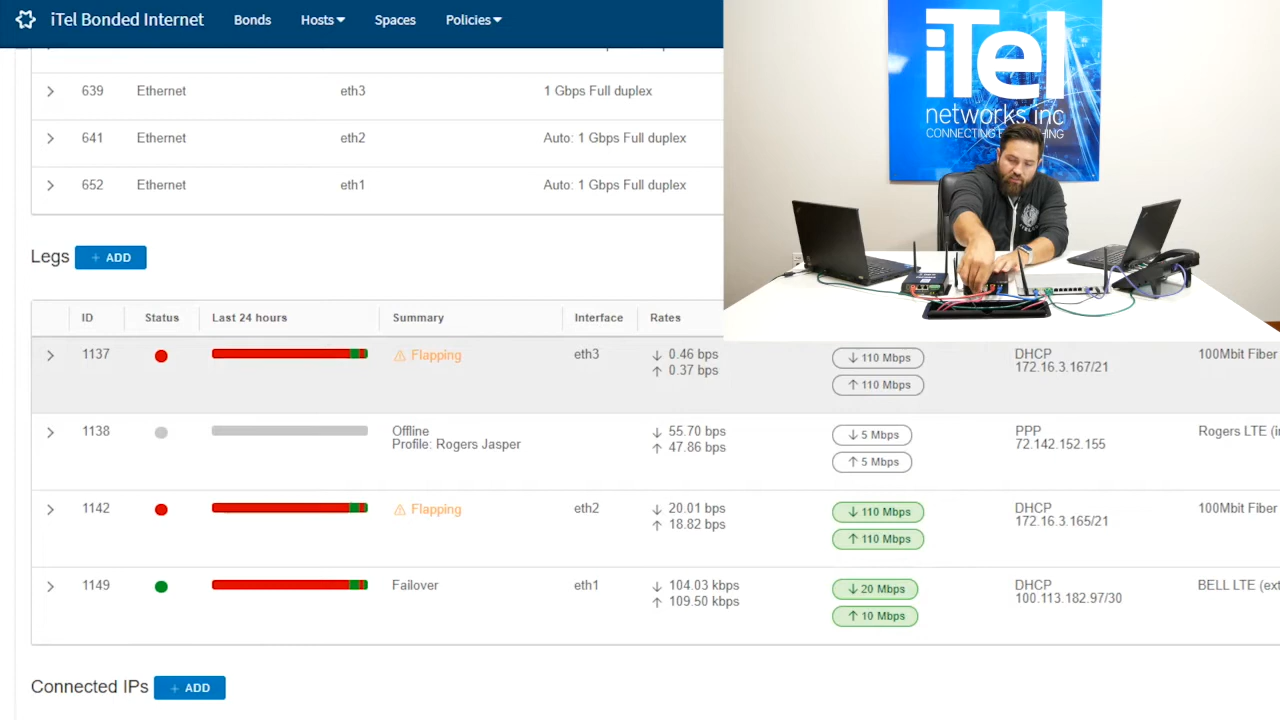 iTel Bonded Internet Bonds Hosts Spaces Policies
639 Ethernet eth3 1 Gbps Full duplex
641 Ethernet eth2 Auto: 1 Gbps Full duplex
652 Ethernet eth1 Auto: 1 Gbps Full duplex
iTel
networks inc
Legs + ADD
ID Status Last 24 hours Summary Interface Rates
1137 Flapping eth3 ↓ 0.46 bps ↓ 110 Mbps DHCP 100Mbit Fiber
↑ 0.37 bps ↑ 110 Mbps 172.16.3.167/21
1138 Offline ↓ 55.70 bps ↓ 5 Mbps PPP Rogers LTE (i
Profile: Rogers Jasper ↑ 47.86 bps ↑ 5 Mbps 72.142.152.155
1142 Flapping eth2 ↓ 20.01 bps ↓ 110 Mbps DHCP 100Mbit Fiber
↑ 18.82 bps ↑ 110 Mbps 172.16.3.165/21
1149 Failover eth1 ↓ 104.03 kbps ↓ 20 Mbps DHCP BELL LTE (ext
↑ 109.50 kbps ↑ 10 Mbps 100.113.182.97/30
Connected IPs + ADD